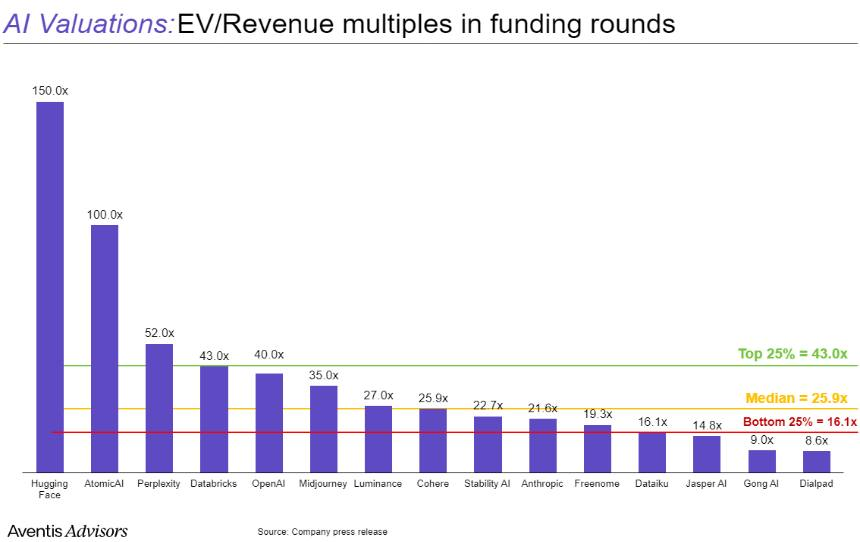 AI Valuations: EV/Revenue multiples in funding rounds
150.0x
100.0x
52.0x
43.0x
40.0x
35.0x
27.0x
25.9x
22.7x
21.6x
19.3x
16.1x
14.8x
9.0x
8.6x
Top 25% = 43.0x
Median = 25.9x
Bottom 25% = 16.1x
Hugging Face
AtomicAI
Perplexity
Databricks
OpenAI
Midjourney
Luminance
Cohere
Stability AI
Anthropic
Freenome
Dataiku
Jasper AI
Gong AI
Dialpad
Aventis Advisors
Source: Company press release